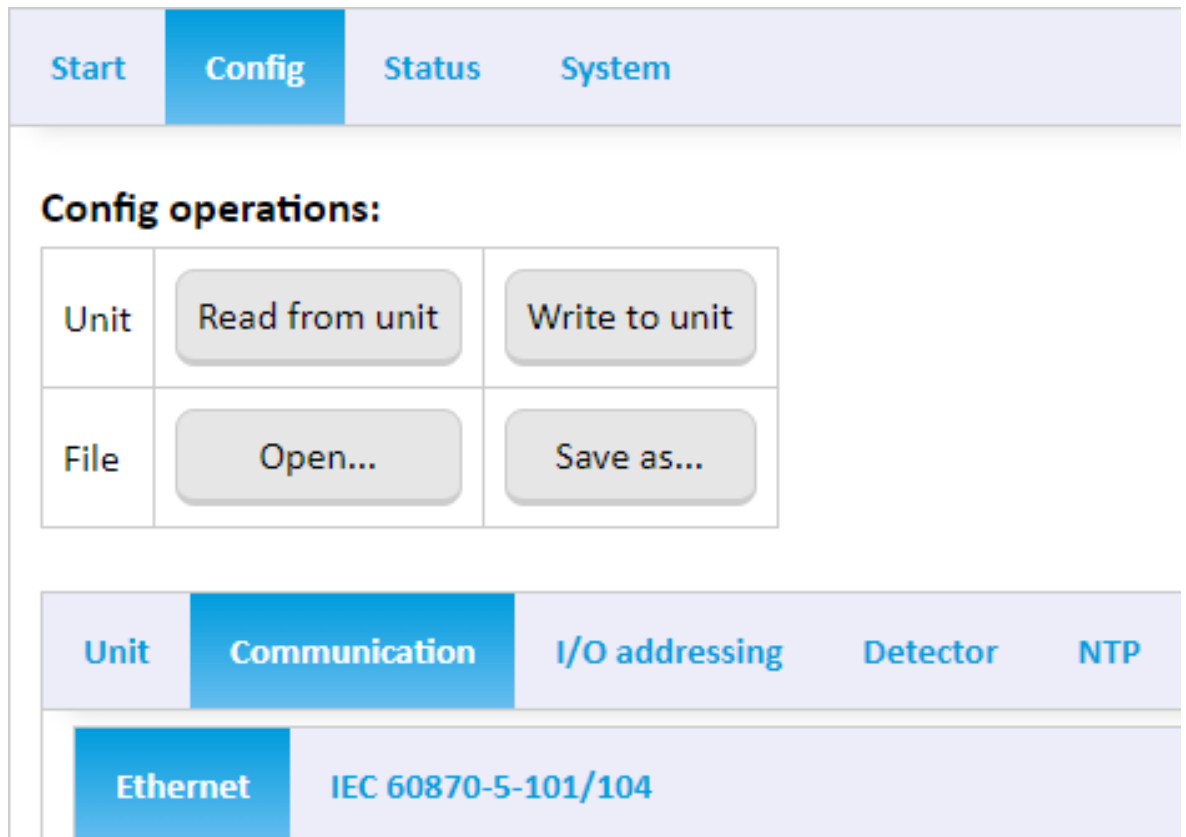 Start Config Status System
Config operations:
Unit Read from unit Write to unit
File Open... Save as...
Unit Communication I/O addressing Detector NTP
Ethernet IEC 60870-5-101/104